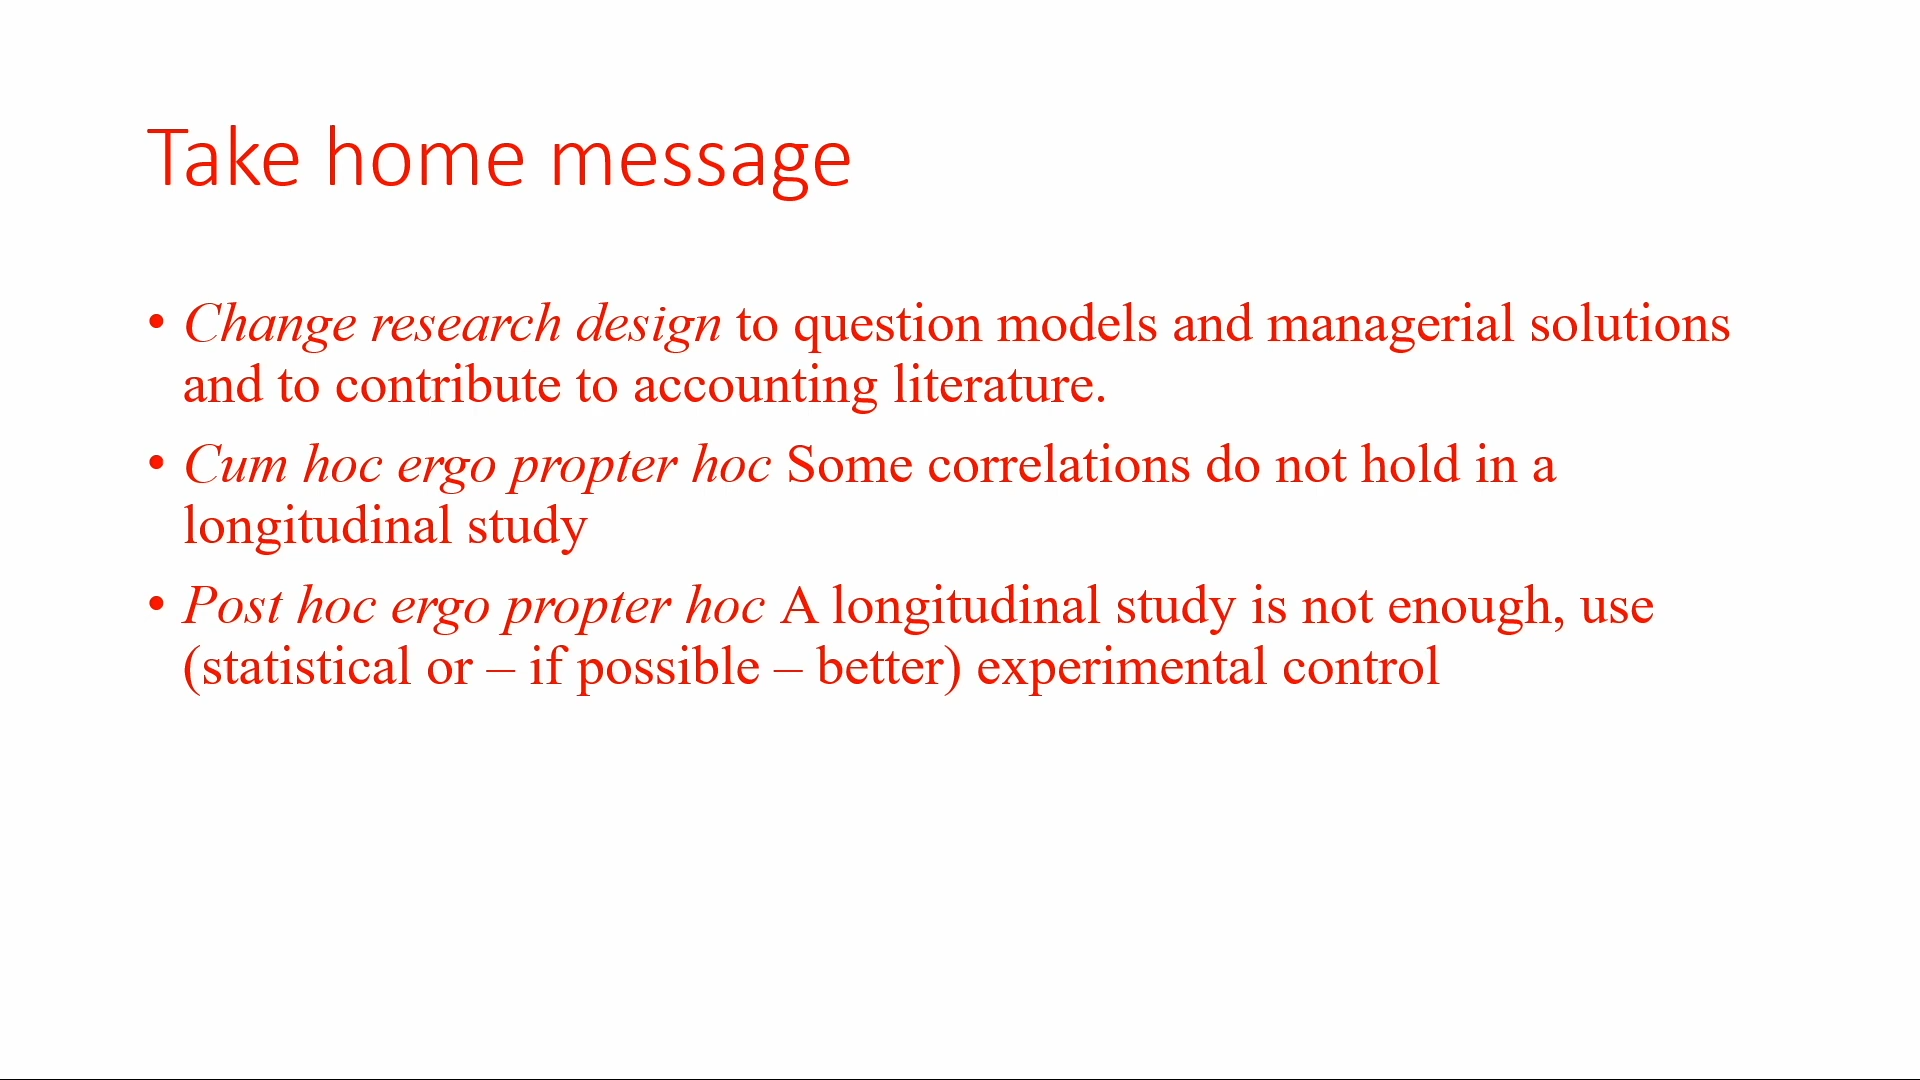 Take home message
• Change research design to question models and managerial solutions
and to contribute to accounting literature.
• Cum hoc ergo propter hoc Some correlations do not hold in a
longitudinal study
• Post hoc ergo propter hoc A longitudinal study is not enough, use
(statistical or – if possible – better) experimental control